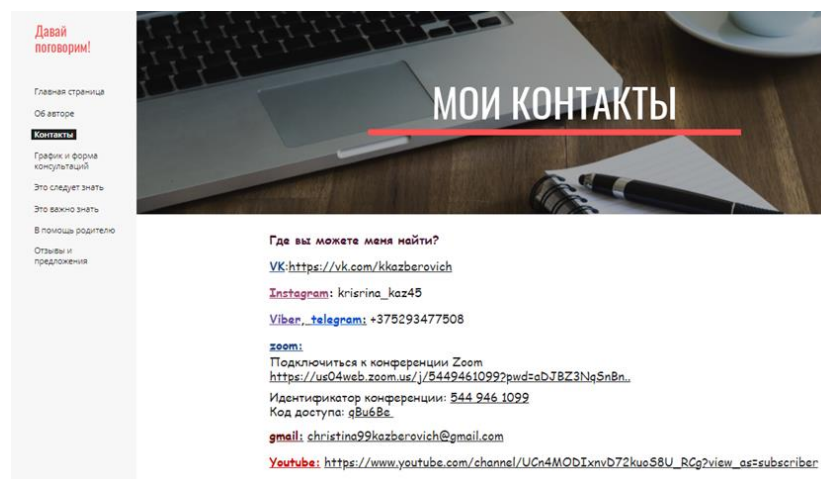 Давай
поговорим!
Главная страница
Об авторе
Контакты
График и форма
консультаций
Это следует знать
Это важно знать
В помощь родителю
Отзывы и
предложения
МОИ КОНТАКТЫ
Где вы можете меня найти?
VK:https://vk.com/kkazberovich
Instagram: krisrina_kaz45
Viber, telegram: +375293477508
zoom:
Подключиться к конференции Zoom
https://us04web.zoom.us/j/5449461099?pwd=aDJBZ3NqSnBn..
Идентификатор конференции: 544 946 1099
Код доступа: qBu6Be
gmail: christina99kazberovich@gmail.com
Youtube: https://www.youtube.com/channel/UCn4MODIxnvD72kuoS8U_RCg?view_as=subscriber